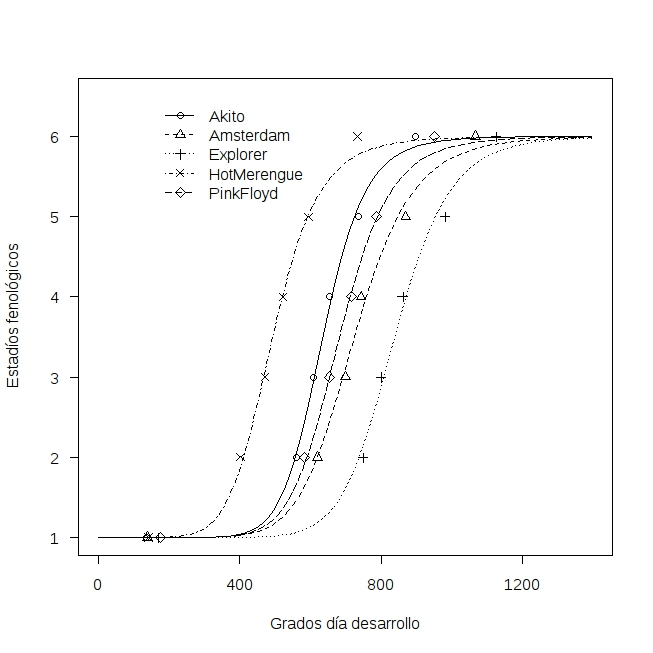 Akito
Amsterdam
Explorer
HotMerengue
PinkFloyd
6
5
4
3
2
1
Estadíos fenológicos
0 400 800 1200
Grados día desarrollo